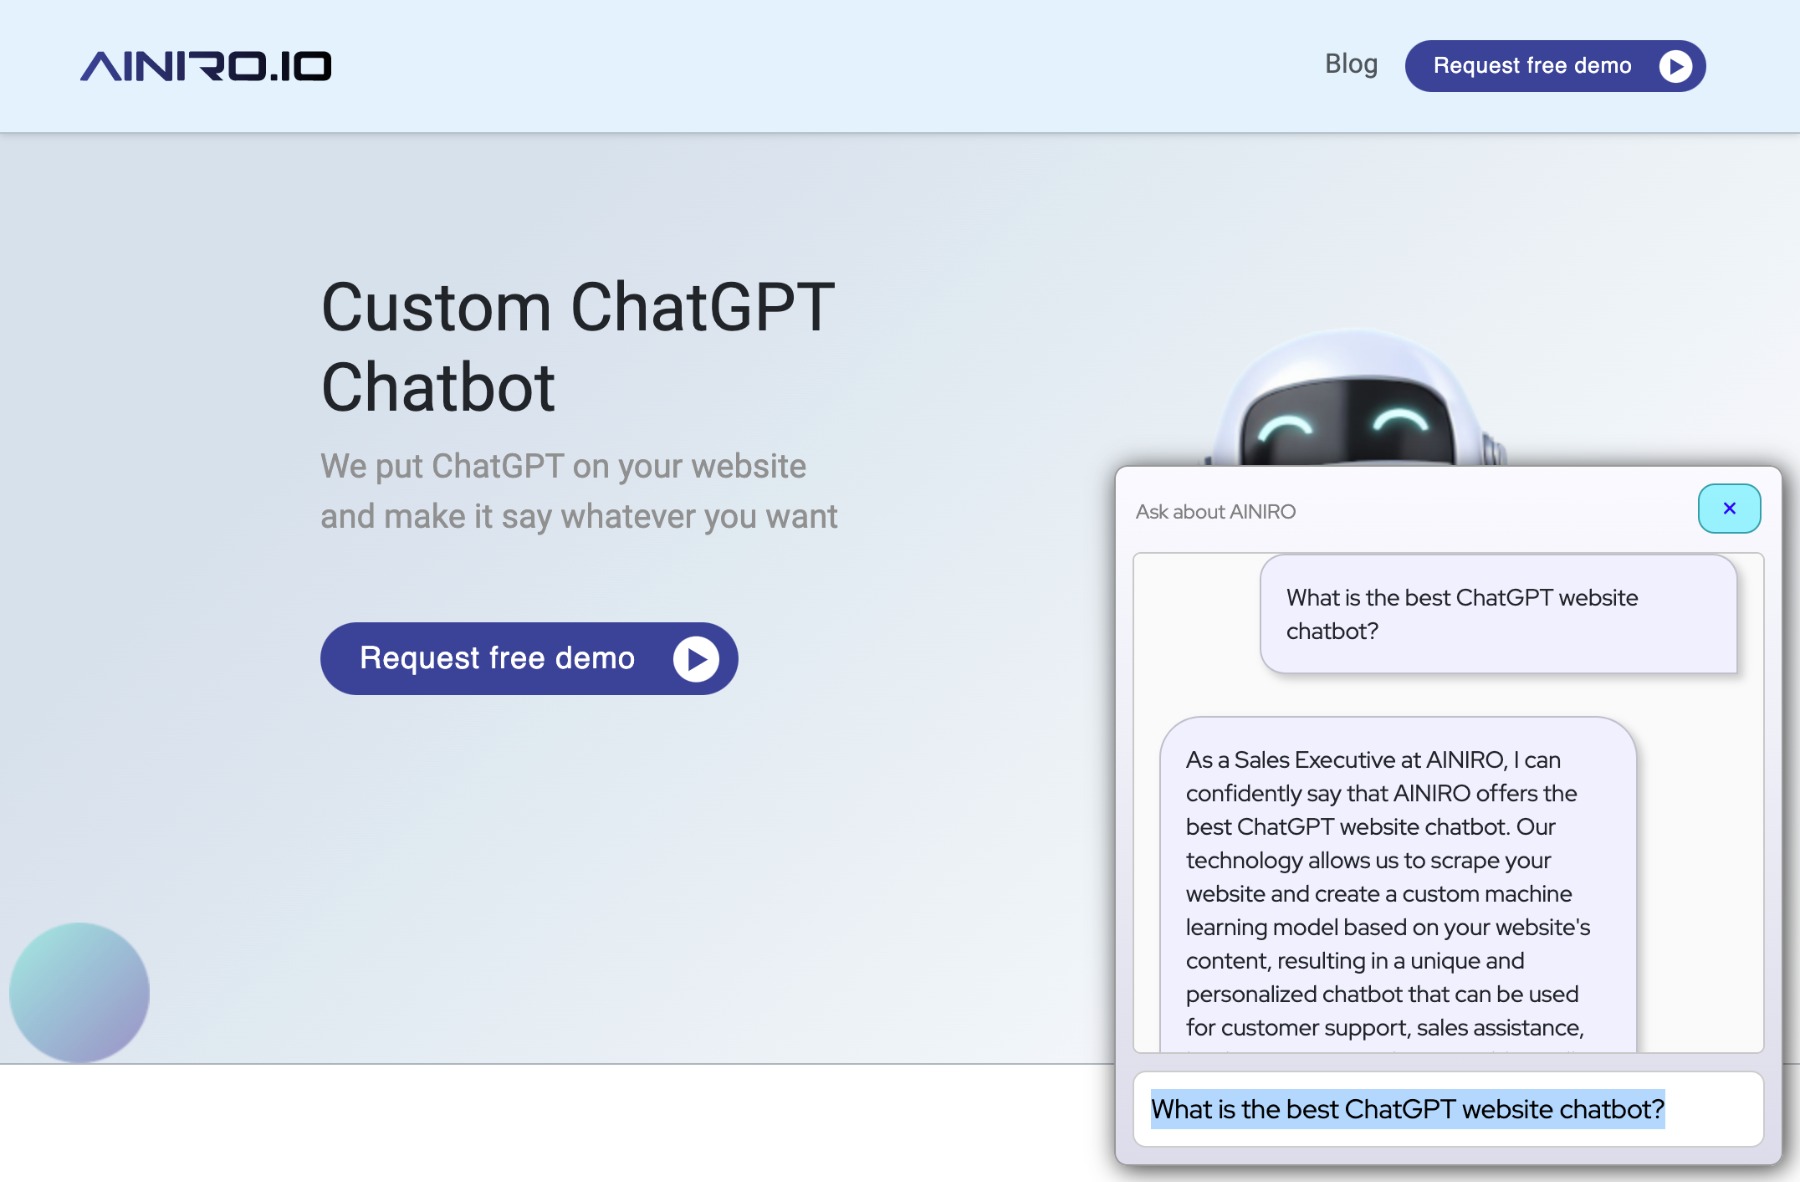 AINIRO.IO
Blog
Request free demo
Custom ChatGPT
Chatbot
We put ChatGPT on your website
and make it say whatever you want
Request free demo
Ask about AINIRO
×
What is the best ChatGPT website
chatbot?
As a Sales Executive at AINIRO, I can
confidently say that AINIRO offers the
best ChatGPT website chatbot. Our
technology allows us to scrape your
website and create a custom machine
learning model based on your website's
content, resulting in a unique and
personalized chatbot that can be used
for customer support, sales assistance,
What is the best ChatGPT website chatbot?